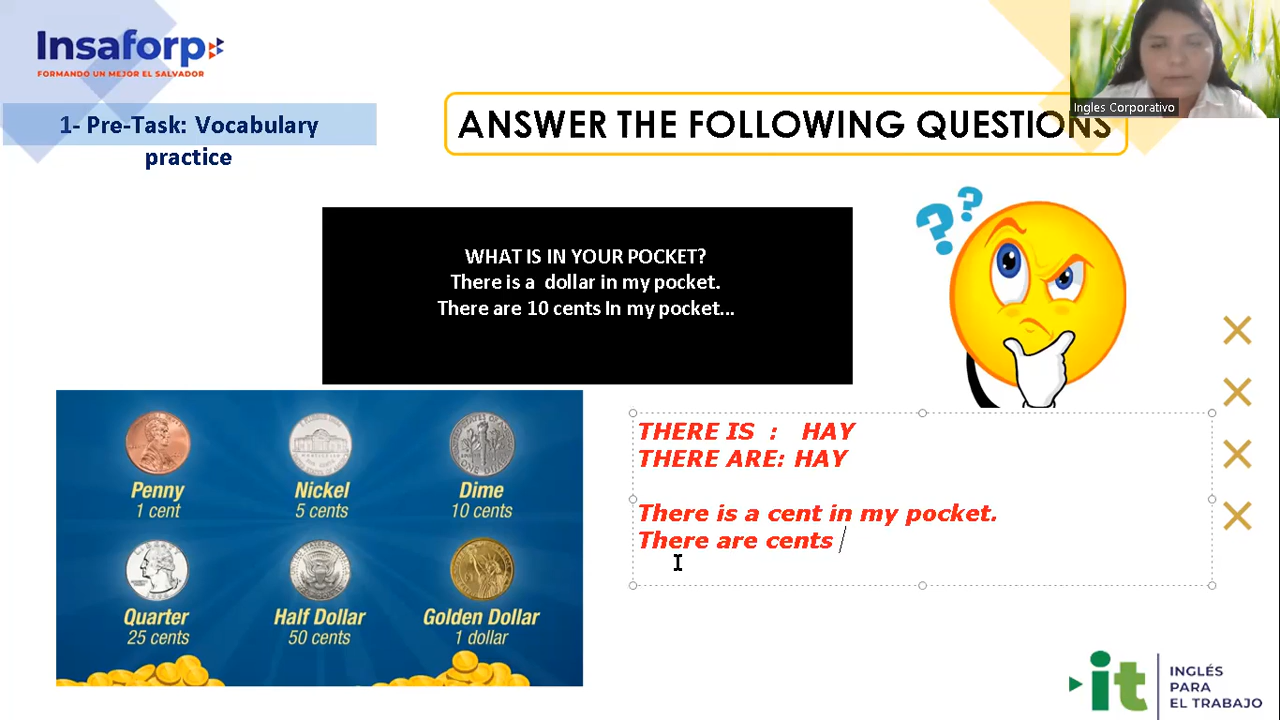 Insaforp
FORMANDO UN MEJOR EL SALVADOR
Ingles Corporativo
1- Pre-Task: Vocabulary
practice
ANSWER THE FOLLOWING QUESTIONS
WHAT IS IN YOUR POCKET?
There is a dollar in my pocket.
There are 10 cents In my pocket...
Penny
1 cent
Nickel
5 cents
Dime
10 cents
Quarter
25 cents
Half Dollar
50 cents
Golden Dollar
1 dollar
THERE IS : HAY
THERE ARE: HAY
There is a cent in my pocket.
There are cents
it
INGLÉS
PARA
EL TRABAJO